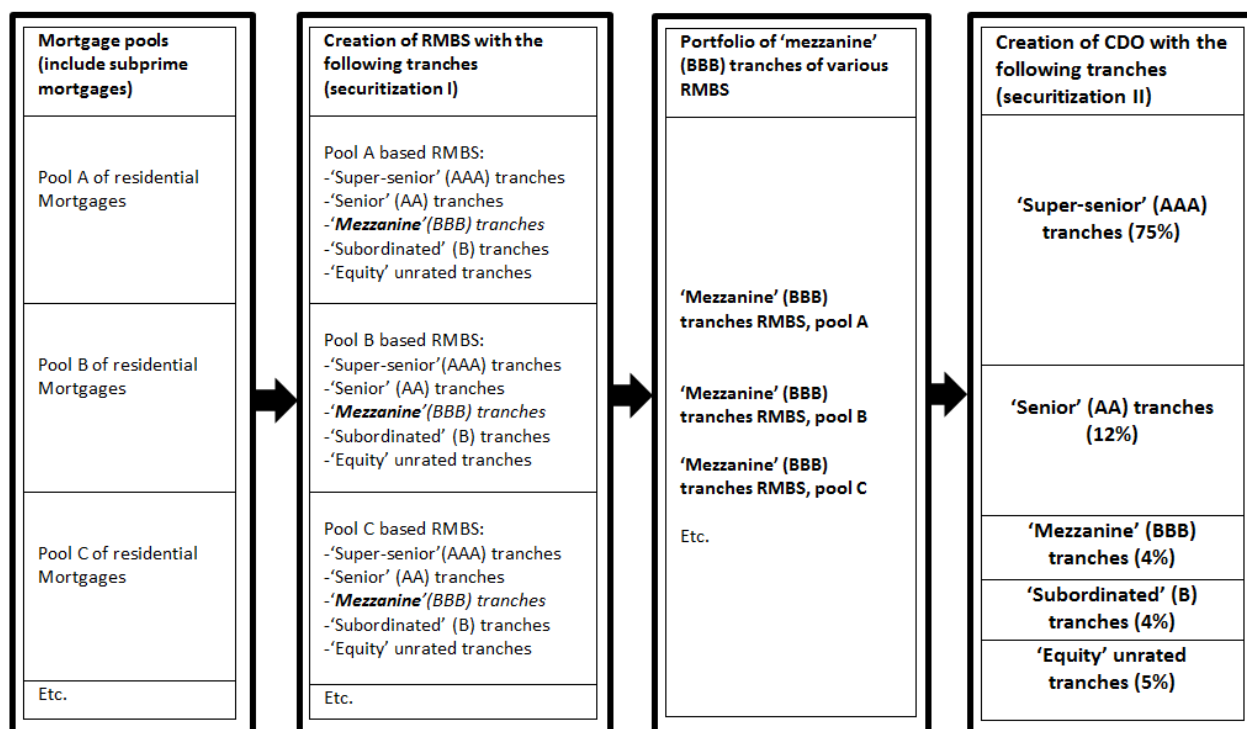 Mortgage pools
(include subprime
mortgages)
Pool A of residential
Mortgages
Pool B of residential
Mortgages
Pool C of residential
Mortgages
Etc.
Creation of RMBS with the
following tranches
(securitization I)
Pool A based RMBS:
-‘Super-senior’ (AAA) tranches
-‘Senior’ (AA) tranches
-‘Mezzanine’(BBB) tranches
-‘Subordinated’ (B) tranches
-‘Equity’ unrated tranches
Pool B based RMBS:
-‘Super-senior’(AAA) tranches
-‘Senior’ (AA) tranches
-‘Mezzanine’(BBB) tranches
-‘Subordinated’ (B) tranches
-‘Equity’ unrated tranches
Pool C based RMBS:
-‘Super-senior’(AAA) tranches
-‘Senior’ (AA) tranches
-‘Mezzanine’(BBB) tranches
-‘Subordinated’ (B) tranches
-‘Equity’ unrated tranches
Etc.
Portfolio of ‘mezzanine’
(BBB) tranches of various
RMBS
‘Mezzanine’ (BBB)
tranches RMBS, pool A
‘Mezzanine’ (BBB)
tranches RMBS, pool B
‘Mezzanine’ (BBB)
tranches RMBS, pool C
Etc.
Creation of CDO with the
following tranches
(securitization II)
‘Super-senior’ (AAA)
tranches (75%)
‘Senior’ (AA) tranches
(12%)
‘Mezzanine’ (BBB)
tranches (4%)
‘Subordinated’ (B)
tranches (4%)
‘Equity’ unrated
tranches (5%)